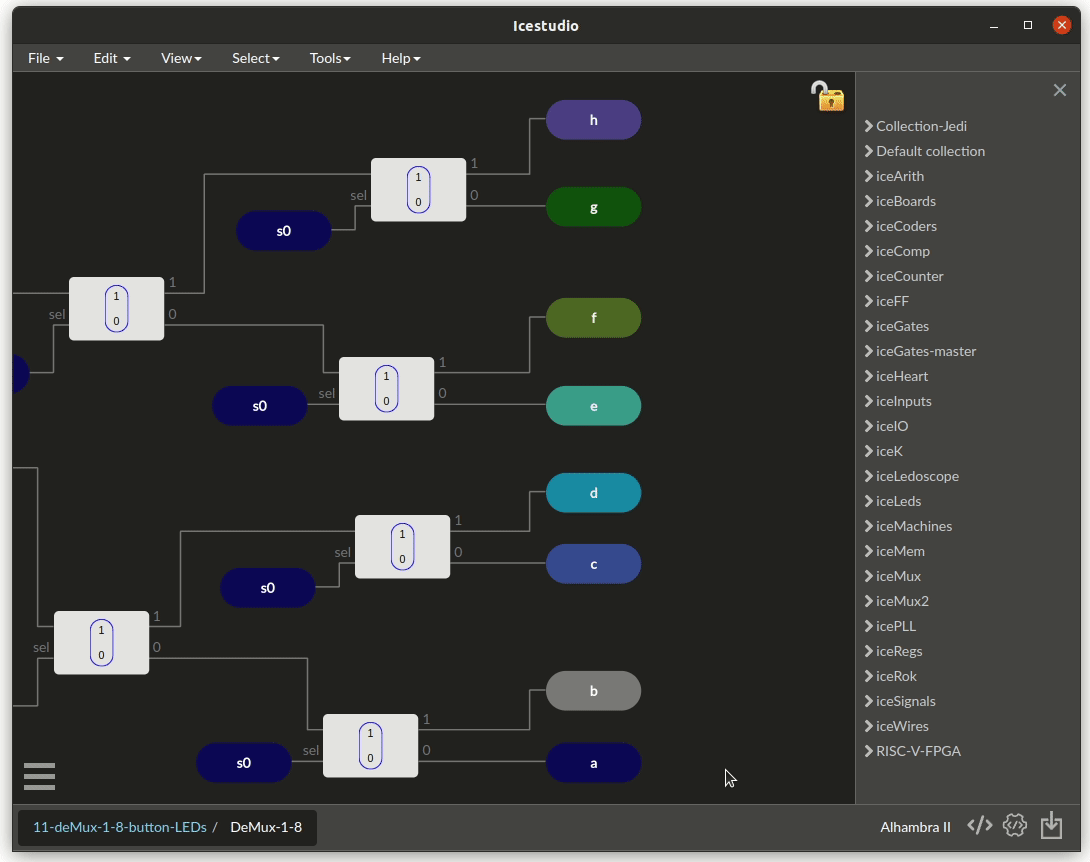 Icestudio
File Edit View Select Tools Help
Collection-Jedi
Default collection
iceArith
iceBoards
iceCoders
iceComp
iceCounter
iceFF
iceGates
iceGates-master
iceHeart
iceInputs
iceIO
iceK
iceLedoscope
iceLeds
iceMachines
iceMem
iceMux
iceMux2
icePLL
iceRegs
iceRok
iceSignals
iceWires
RISC-V-FPGA
h
1
1
sel 0 0
g
s0
1
1
sel 0 0
f
1
1
sel 0 0
s0 e
d
1
1
sel 0 0
c
s0
1
1
sel 0 0
b
1
1
sel 0 0
s0 a
11-deMux-1-8-button-LEDs / DeMux-1-8
Alhambra II